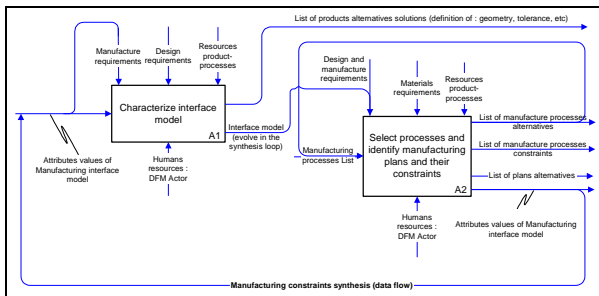 List of products alternatives solutions (definition of : geometry, tolerance, etc)
Manufacture
requirements
Design
requirements
Resources
product-
processes
Characterize interface
model
A1
Attributes values of
Manufacturing interface
model
Humans
resources :
DFM Actor
Interface model
(evolve in the
synthesis loop)
Design and
manufacture
requirements
Materials
requirements
Resources
product-
processes
Manufacturing
processes List
Select processes and
identify manufacturing
plans and their
constraints
A2
List of manufacture processes
alternatives
List of manufacture processes
constraints
List of plans alternatives
Humans
resources :
DFM Actor
Attributes values of Manufacturing
interface model
Manufacturing constraints synthesis (data flow)